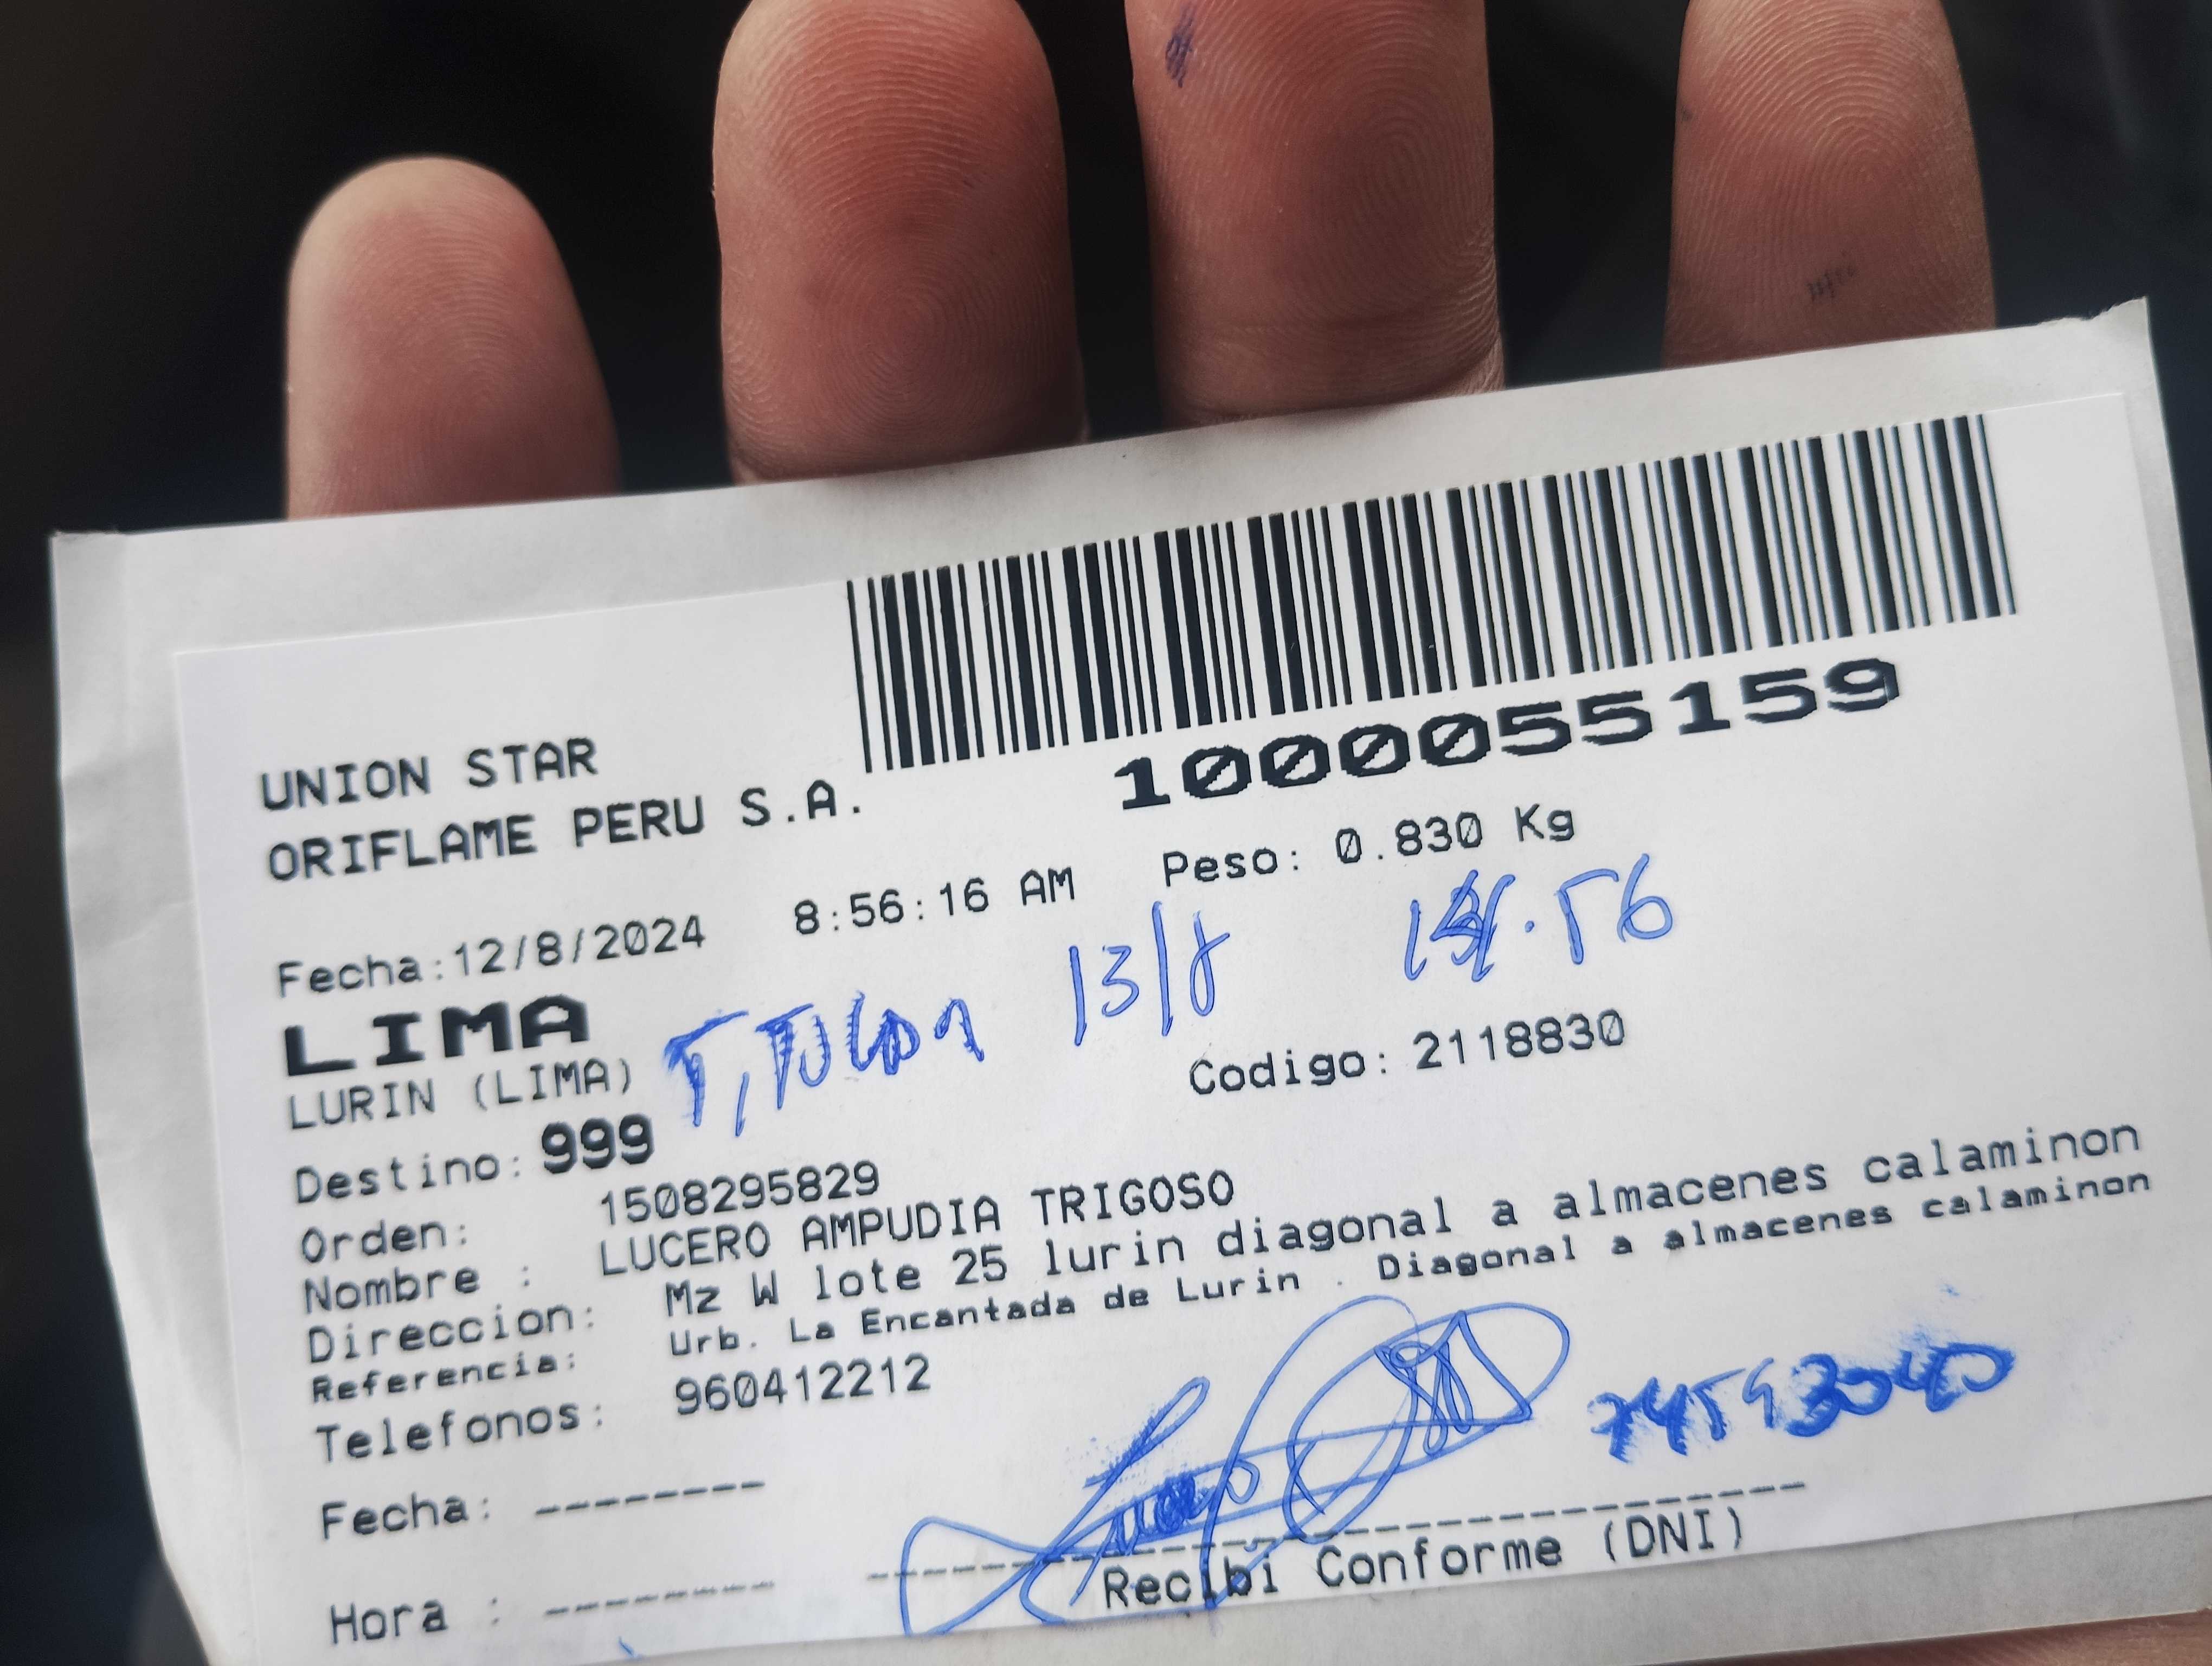 1000055159
UNION STAR
ORIFLAME PERU S.A.
Peso: 0.830 Kg
Fecha:12/8/2024 8:56:16 AM
LIMA
13/8 .56
LURIN (LIMA)
Codigo: 2118830
Destino: 999
Orden: 1508295829
Nombre : LUCERO AMPUDIA TRIGOSO
Direccion: Mz W lote 25 lurin diagonal a almacenes calaminon
Referencia: Urb. La Encantada de Lurin . Diagonal a almacenes calaminon
Telefonos: 960412212
Fecha: --------
Hora : --------
Recibi Conforme (DNI)